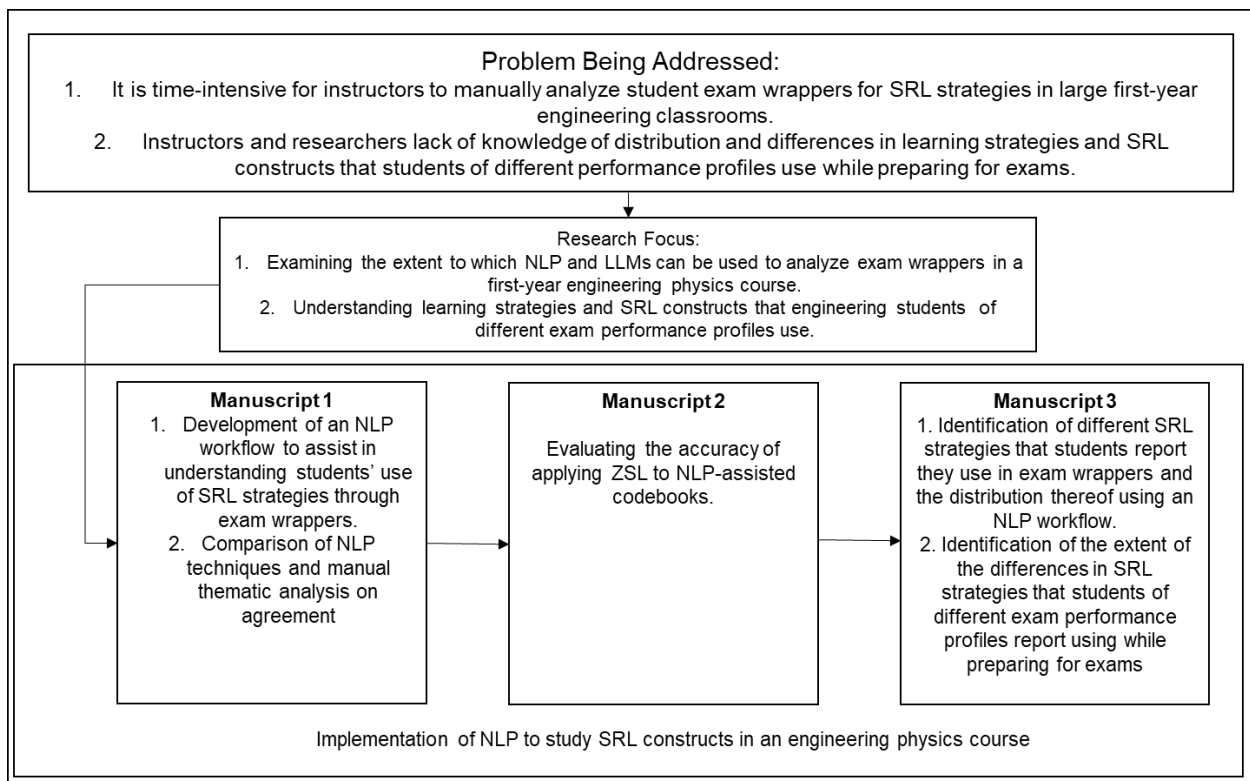 Problem Being Addressed:
1. It is time-intensive for instructors to manually analyze student exam wrappers for SRL strategies in large first-year
engineering classrooms.
2. Instructors and researchers lack of knowledge of distribution and differences in learning strategies and SRL
constructs that students of different performance profiles use while preparing for exams.
Research Focus:
1. Examining the extent to which NLP and LLMs can be used to analyze exam wrappers in a
first-year engineering physics course.
2. Understanding learning strategies and SRL constructs that engineering students of
different exam performance profiles use.
Manuscript 1
1. Development of an NLP
workflow to assist in
understanding students' use
of SRL strategies through
exam wrappers.
2. Comparison of NLP
techniques and manual
thematic analysis on
agreement
Manuscript 2
Evaluating the accuracy of
applying ZSL to NLP-assisted
codebooks.
Manuscript 3
1. Identification of different SRL
strategies that students report
they use in exam wrappers and
the distribution thereof using an
NLP workflow.
2. Identification of the extent of
the differences in SRL
strategies that students of
different exam performance
profiles report using while
preparing for exams
Implementation of NLP to study SRL constructs in an engineering physics course